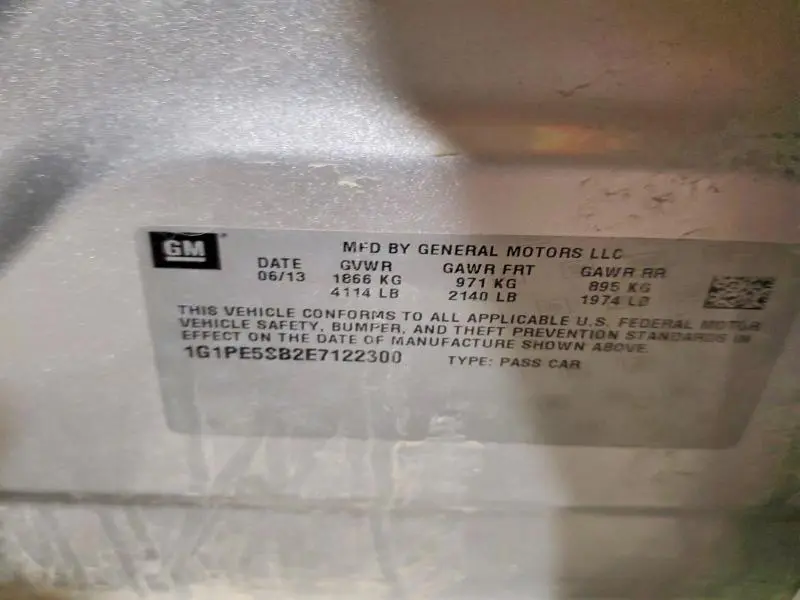 GM
MFD BY GENERAL MOTORS LLC
DATE GVWR GAWR FRT GAWR RR
06/13 1866 KG 971 KG 895 KG
4114 LB 2140 LB 1974 LB
THIS VEHICLE CONFORMS TO ALL APPLICABLE U.S. FEDERAL MOTOR
VEHICLE SAFETY, BUMPER, AND THEFT PREVENTION STANDARDS IN
EFFECT ON THE DATE OF MANUFACTURE SHOWN ABOVE.
1G1PE5SB2E7122300 TYPE: PASS CAR